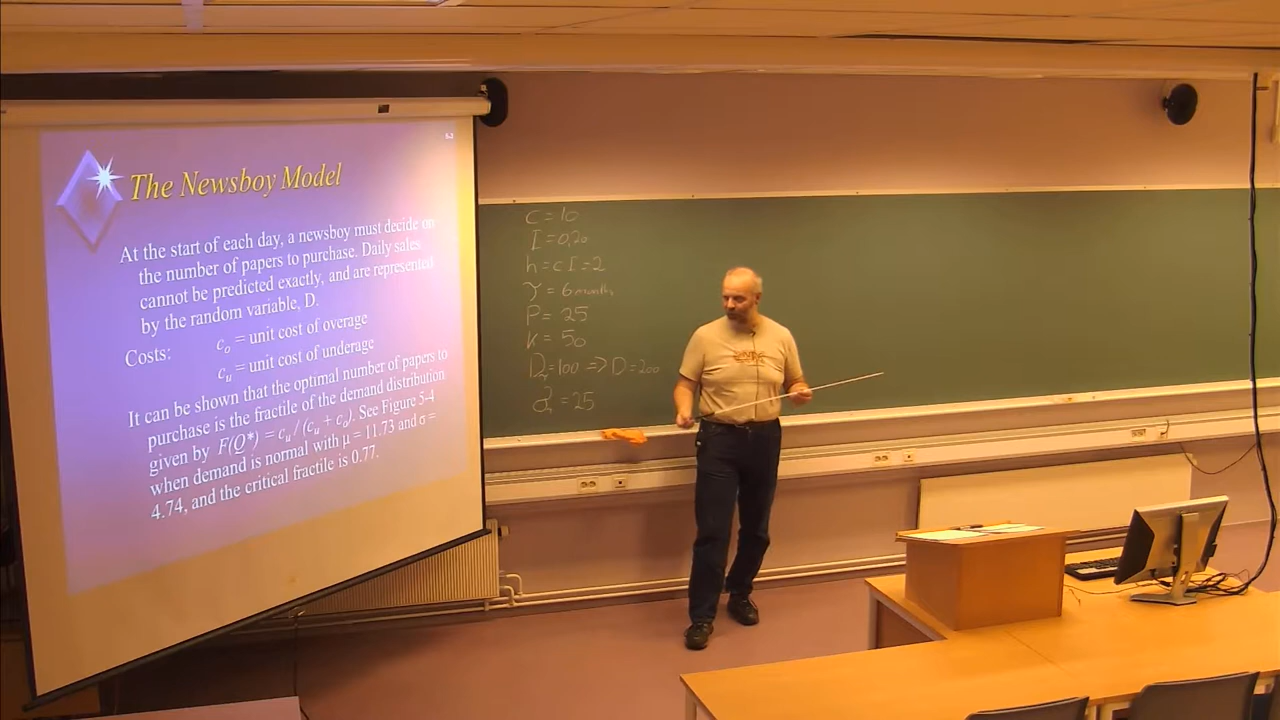 5.2
The Newsboy Model
At the start of each day, a newsboy must decide on
the number of papers to purchase. Daily sales
cannot be predicted exactly, and are represented
by the random variable, D.
Costs: cₒ = unit cost of overage
cᵤ = unit cost of underage
It can be shown that the optimal number of papers to
purchase is the fractile of the demand distribution
given by F(Q*) = cᵤ / (cᵤ + cₒ). See Figure 5-4
when demand is normal with μ = 11.73 and σ =
4.74, and the critical fractile is 0.77.
C = 10
I = 0,20
h = c I = 2
γ = 6 months
P = 25
K = 50
= 100 => D = 200
= 25